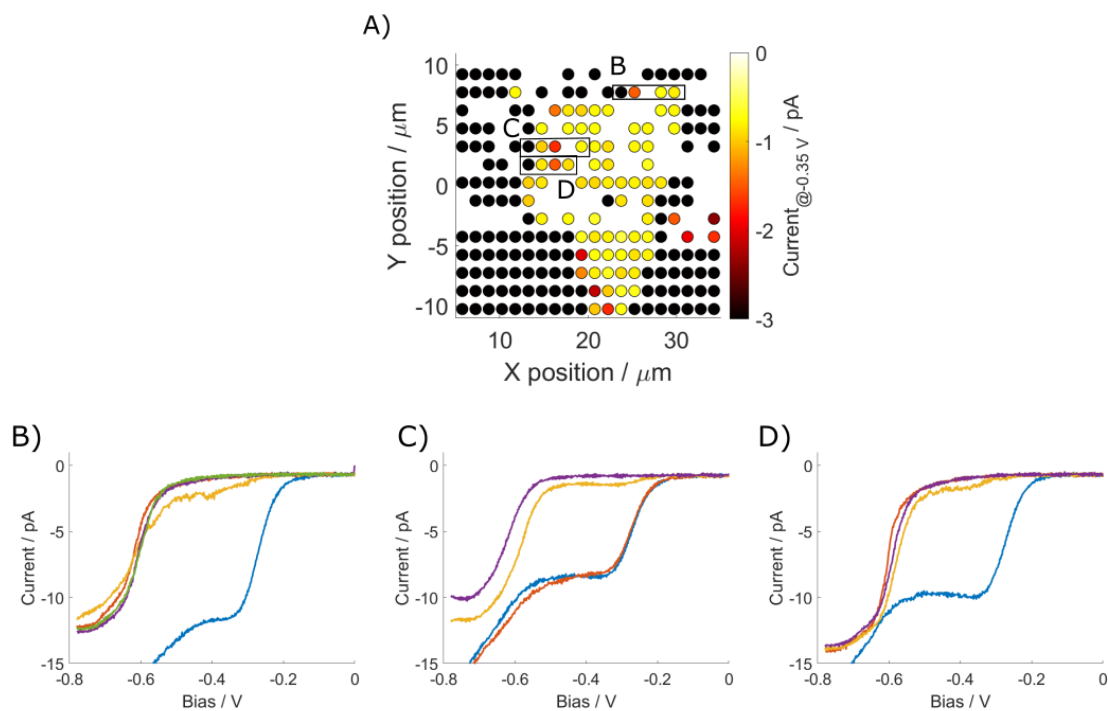 A)
B
C
D
10
5
0
-5
-10
Y position / μm
10
20
30
X position / μm
0
-1
-2
-3
Current@-0.35 V / pA
B)
0
-5
-10
-15
Current / pA
-0.8
-0.6
-0.4
-0.2
0
Bias / V
C)
0
-5
-10
-15
Current / pA
-0.8
-0.6
-0.4
-0.2
0
Bias / V
D)
0
-5
-10
-15
Current / pA
-0.8
-0.6
-0.4
-0.2
0
Bias / V